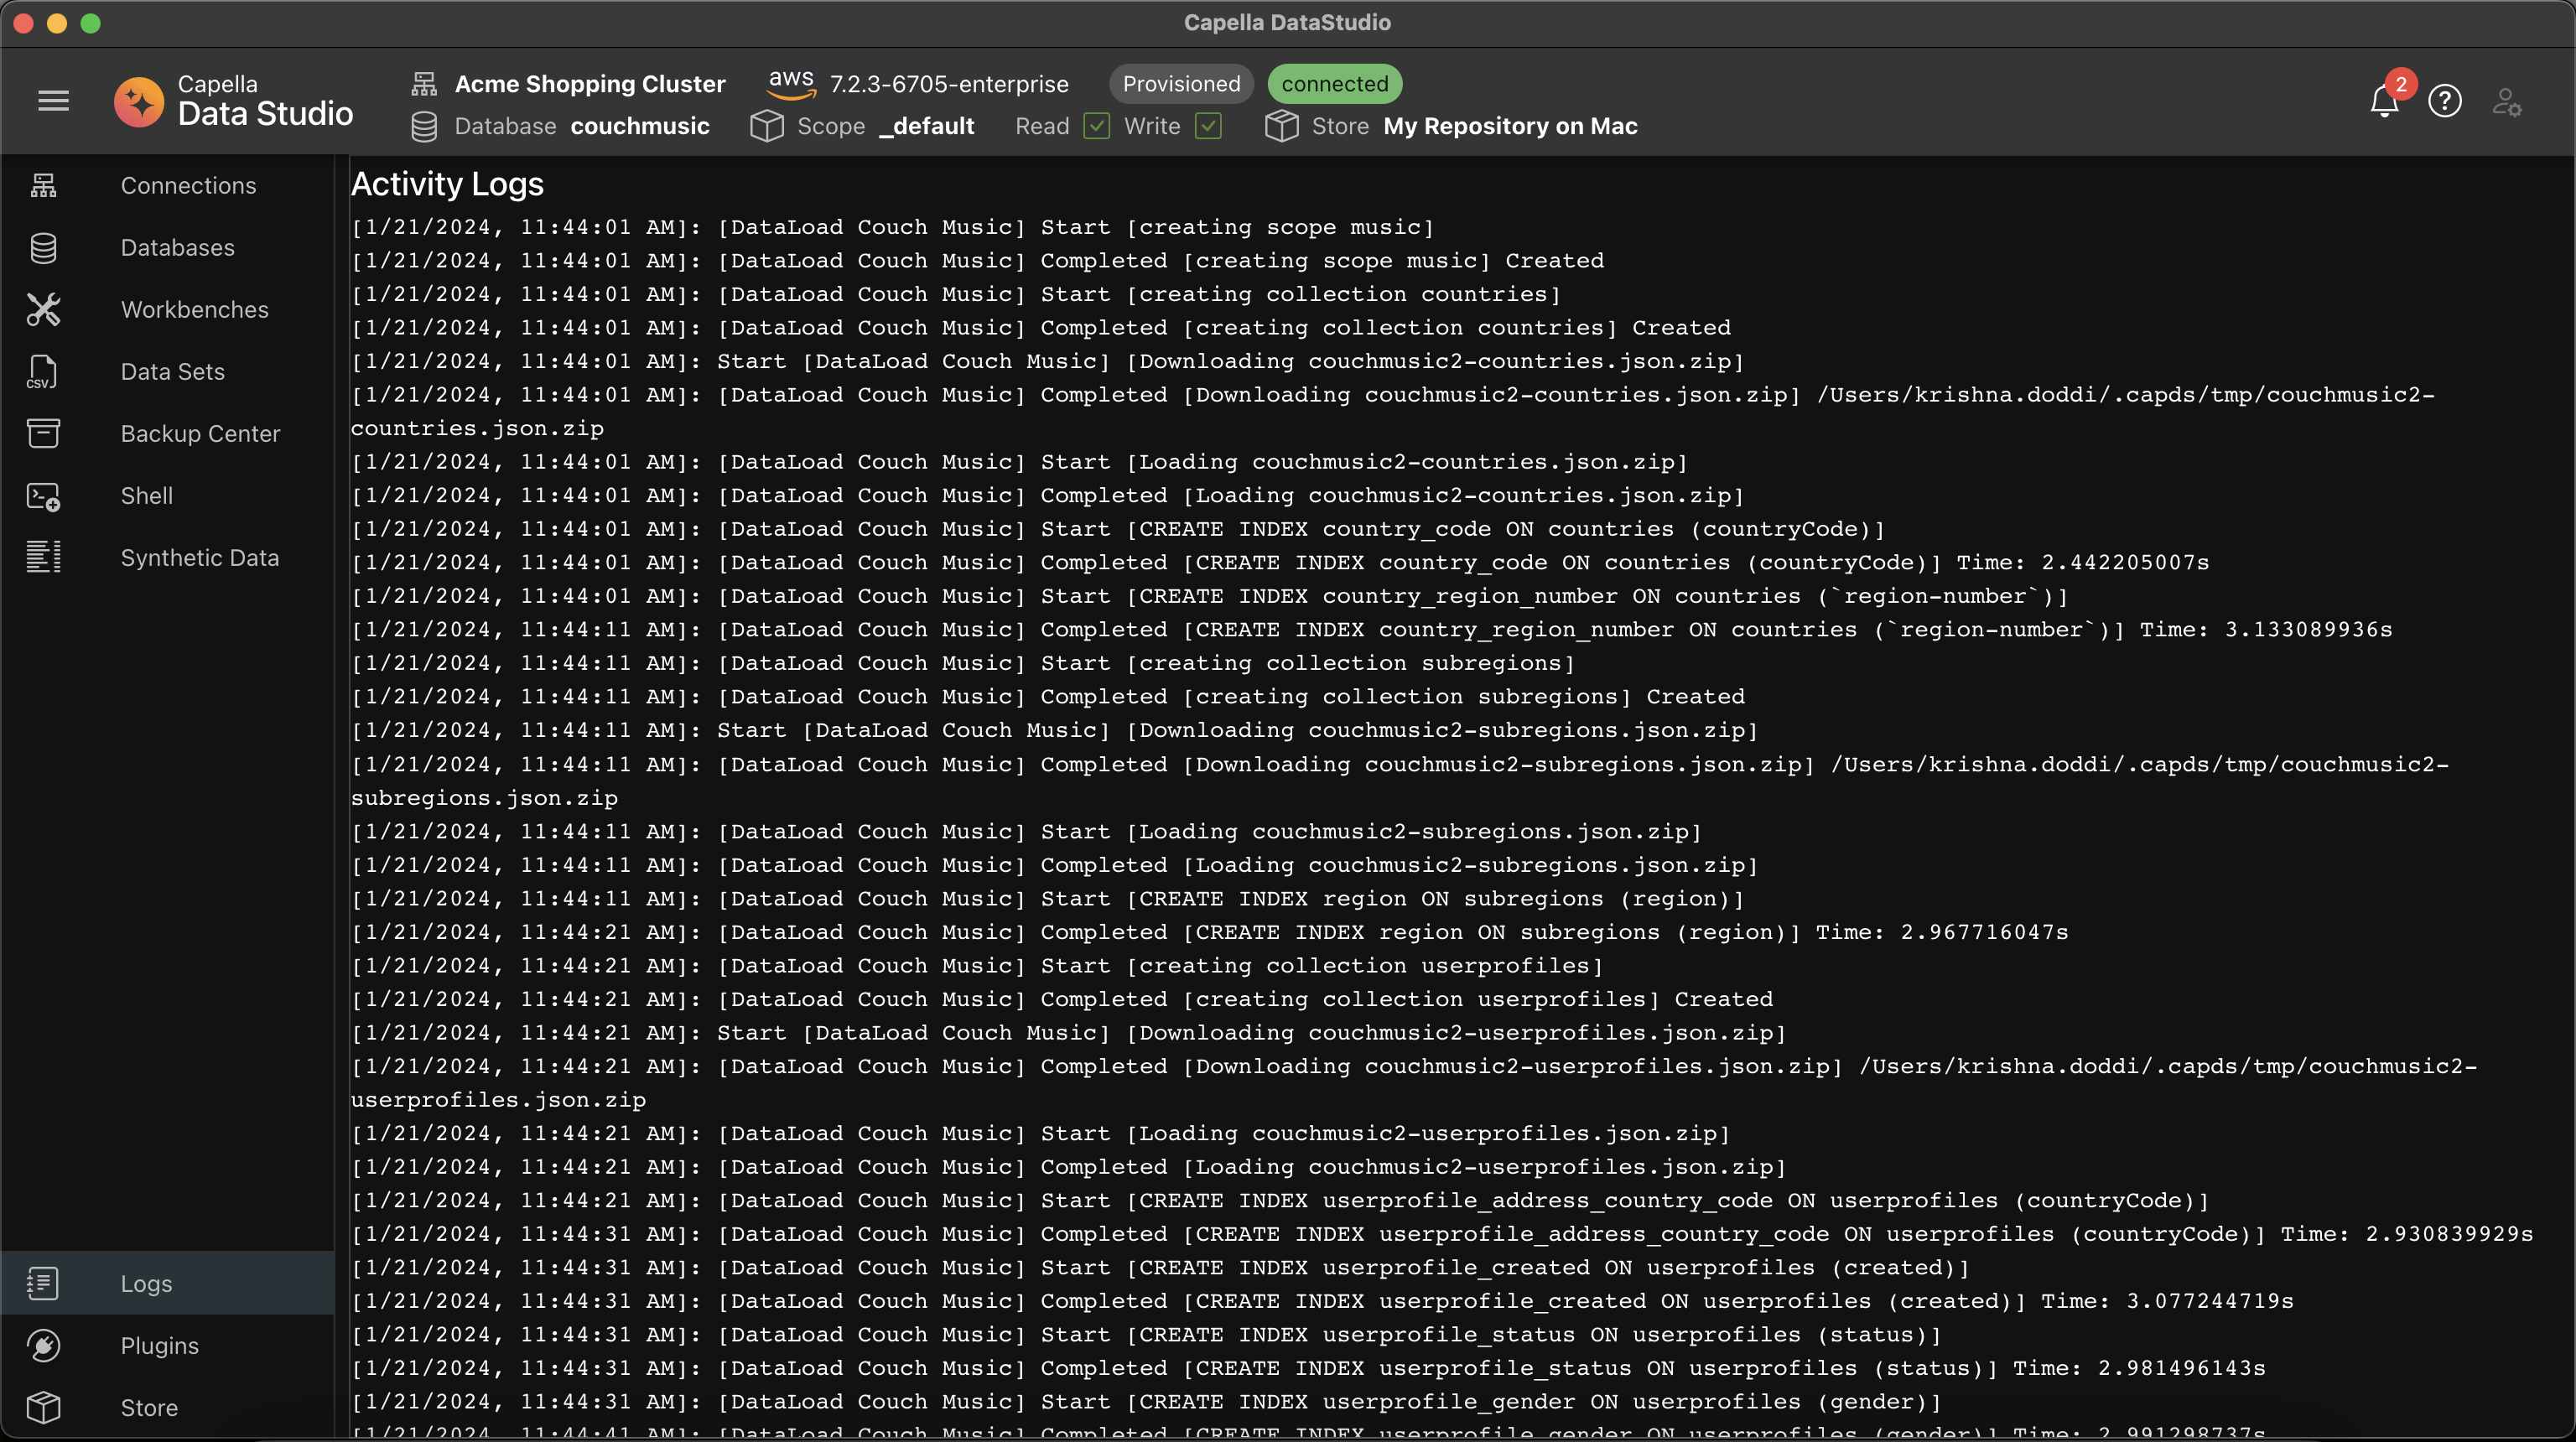 Capella DataStudio
Capella
Data Studio
Acme Shopping Cluster aws 7.2.3-6705-enterprise Provisioned connected
Database couchmusic Scope _default Read Write Store My Repository on Mac
2
?
Connections
Databases
Workbenches
CSV
Data Sets
Backup Center
Shell
Synthetic Data
Logs
Plugins
Store
Activity Logs
[1/21/2024, 11:44:01 AM]: [DataLoad Couch Music] Start [creating scope music]
[1/21/2024, 11:44:01 AM]: [DataLoad Couch Music] Completed [creating scope music] Created
[1/21/2024, 11:44:01 AM]: [DataLoad Couch Music] Start [creating collection countries]
[1/21/2024, 11:44:01 AM]: [DataLoad Couch Music] Completed [creating collection countries] Created
[1/21/2024, 11:44:01 AM]: Start [DataLoad Couch Music] [Downloading couchmusic2-countries.json.zip]
[1/21/2024, 11:44:01 AM]: [DataLoad Couch Music] Completed [Downloading couchmusic2-countries.json.zip] /Users/krishna.doddi/.capds/tmp/couchmusic2-
countries.json.zip
[1/21/2024, 11:44:01 AM]: [DataLoad Couch Music] Start [Loading couchmusic2-countries.json.zip]
[1/21/2024, 11:44:01 AM]: [DataLoad Couch Music] Completed [Loading couchmusic2-countries.json.zip]
[1/21/2024, 11:44:01 AM]: [DataLoad Couch Music] Start [CREATE INDEX country_code ON countries (countryCode)]
[1/21/2024, 11:44:01 AM]: [DataLoad Couch Music] Completed [CREATE INDEX country_code ON countries (countryCode)] Time: 2.442205007s
[1/21/2024, 11:44:01 AM]: [DataLoad Couch Music] Start [CREATE INDEX country_region_number ON countries (`region-number`)]
[1/21/2024, 11:44:11 AM]: [DataLoad Couch Music] Completed [CREATE INDEX country_region_number ON countries (`region-number`)] Time: 3.133089936s
[1/21/2024, 11:44:11 AM]: [DataLoad Couch Music] Start [creating collection subregions]
[1/21/2024, 11:44:11 AM]: [DataLoad Couch Music] Completed [creating collection subregions] Created
[1/21/2024, 11:44:11 AM]: Start [DataLoad Couch Music] [Downloading couchmusic2-subregions.json.zip]
[1/21/2024, 11:44:11 AM]: [DataLoad Couch Music] Completed [Downloading couchmusic2-subregions.json.zip] /Users/krishna.doddi/.capds/tmp/couchmusic2-
subregions.json.zip
[1/21/2024, 11:44:11 AM]: [DataLoad Couch Music] Start [Loading couchmusic2-subregions.json.zip]
[1/21/2024, 11:44:11 AM]: [DataLoad Couch Music] Completed [Loading couchmusic2-subregions.json.zip]
[1/21/2024, 11:44:11 AM]: [DataLoad Couch Music] Start [CREATE INDEX region ON subregions (region)]
[1/21/2024, 11:44:21 AM]: [DataLoad Couch Music] Completed [CREATE INDEX region ON subregions (region)] Time: 2.967716047s
[1/21/2024, 11:44:21 AM]: [DataLoad Couch Music] Start [creating collection userprofiles]
[1/21/2024, 11:44:21 AM]: [DataLoad Couch Music] Completed [creating collection userprofiles] Created
[1/21/2024, 11:44:21 AM]: Start [DataLoad Couch Music] [Downloading couchmusic2-userprofiles.json.zip]
[1/21/2024, 11:44:21 AM]: [DataLoad Couch Music] Completed [Downloading couchmusic2-userprofiles.json.zip] /Users/krishna.doddi/.capds/tmp/couchmusic2-
userprofiles.json.zip
[1/21/2024, 11:44:21 AM]: [DataLoad Couch Music] Start [Loading couchmusic2-userprofiles.json.zip]
[1/21/2024, 11:44:21 AM]: [DataLoad Couch Music] Completed [Loading couchmusic2-userprofiles.json.zip]
[1/21/2024, 11:44:21 AM]: [DataLoad Couch Music] Start [CREATE INDEX userprofile_address_country_code ON userprofiles (countryCode)]
[1/21/2024, 11:44:31 AM]: [DataLoad Couch Music] Completed [CREATE INDEX userprofile_address_country_code ON userprofiles (countryCode)] Time: 2.930839929s
[1/21/2024, 11:44:31 AM]: [DataLoad Couch Music] Start [CREATE INDEX userprofile_created ON userprofiles (created)]
[1/21/2024, 11:44:31 AM]: [DataLoad Couch Music] Completed [CREATE INDEX userprofile_created ON userprofiles (created)] Time: 3.077244719s
[1/21/2024, 11:44:31 AM]: [DataLoad Couch Music] Start [CREATE INDEX userprofile_status ON userprofiles (status)]
[1/21/2024, 11:44:31 AM]: [DataLoad Couch Music] Completed [CREATE INDEX userprofile_status ON userprofiles (status)] Time: 2.981496143s
[1/21/2024, 11:44:31 AM]: [DataLoad Couch Music] Start [CREATE INDEX userprofile_gender ON userprofiles (gender)]
[1/21/2024, 11:44:41 AM]: [DataLoad Couch Music] Completed [CREATE INDEX userprofile_gender ON userprofiles (gender)] Time: 2.991298737s